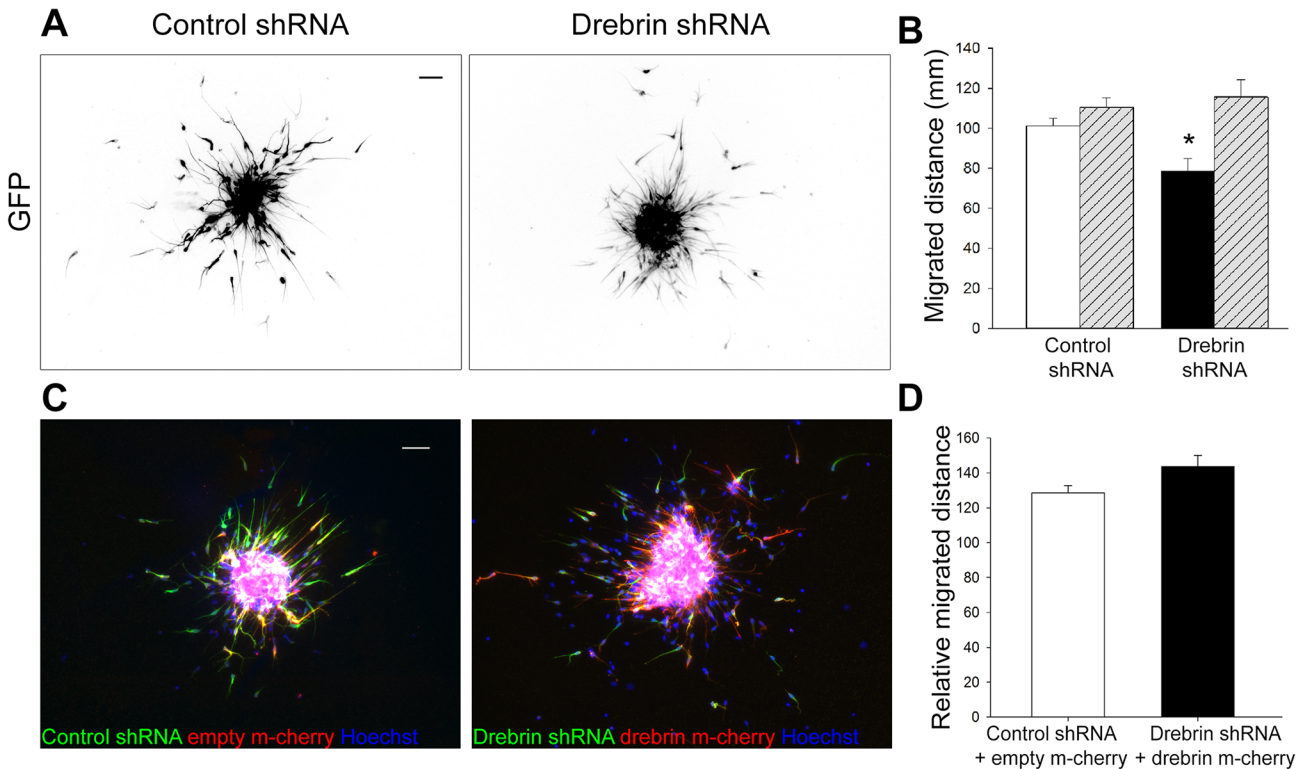 A
Control shRNA
Drebrin shRNA
GFP
B
Migrated distance (mm)
140
120
100
80
60
40
20
0
Control shRNA
Drebrin shRNA
*
C
Control shRNA empty m-cherry Hoechst
Drebrin shRNA drebrin m-cherry Hoechst
D
Relative migrated distance
160
140
120
100
80
60
40
20
0
Control shRNA
+ empty m-cherry
Drebrin shRNA
+ drebrin m-cherry